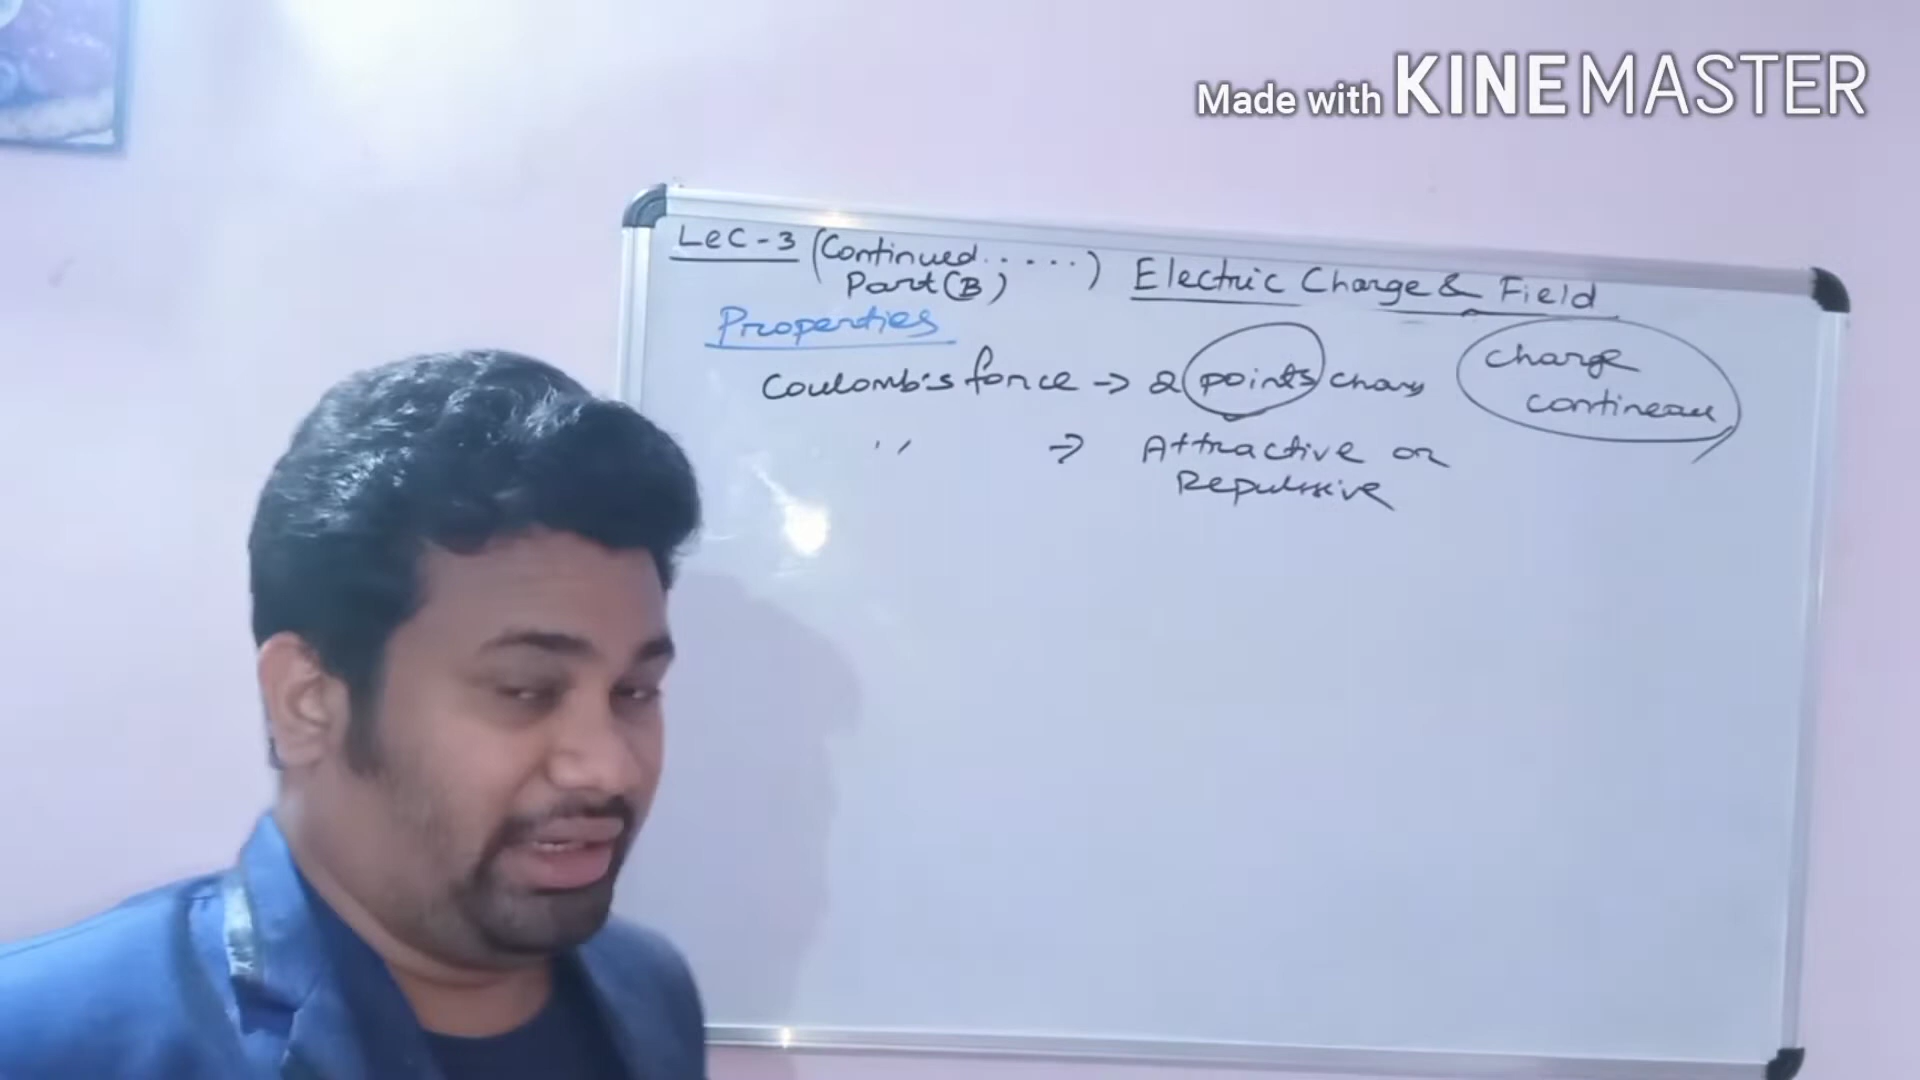 Made with KINEMASTER
Lec-3 (Continued.....) Electric Charge & Field
Part (B)
Properties
Coulomb's force → 2 points charg
charge
contineau
" → Attractive or
Repulsive